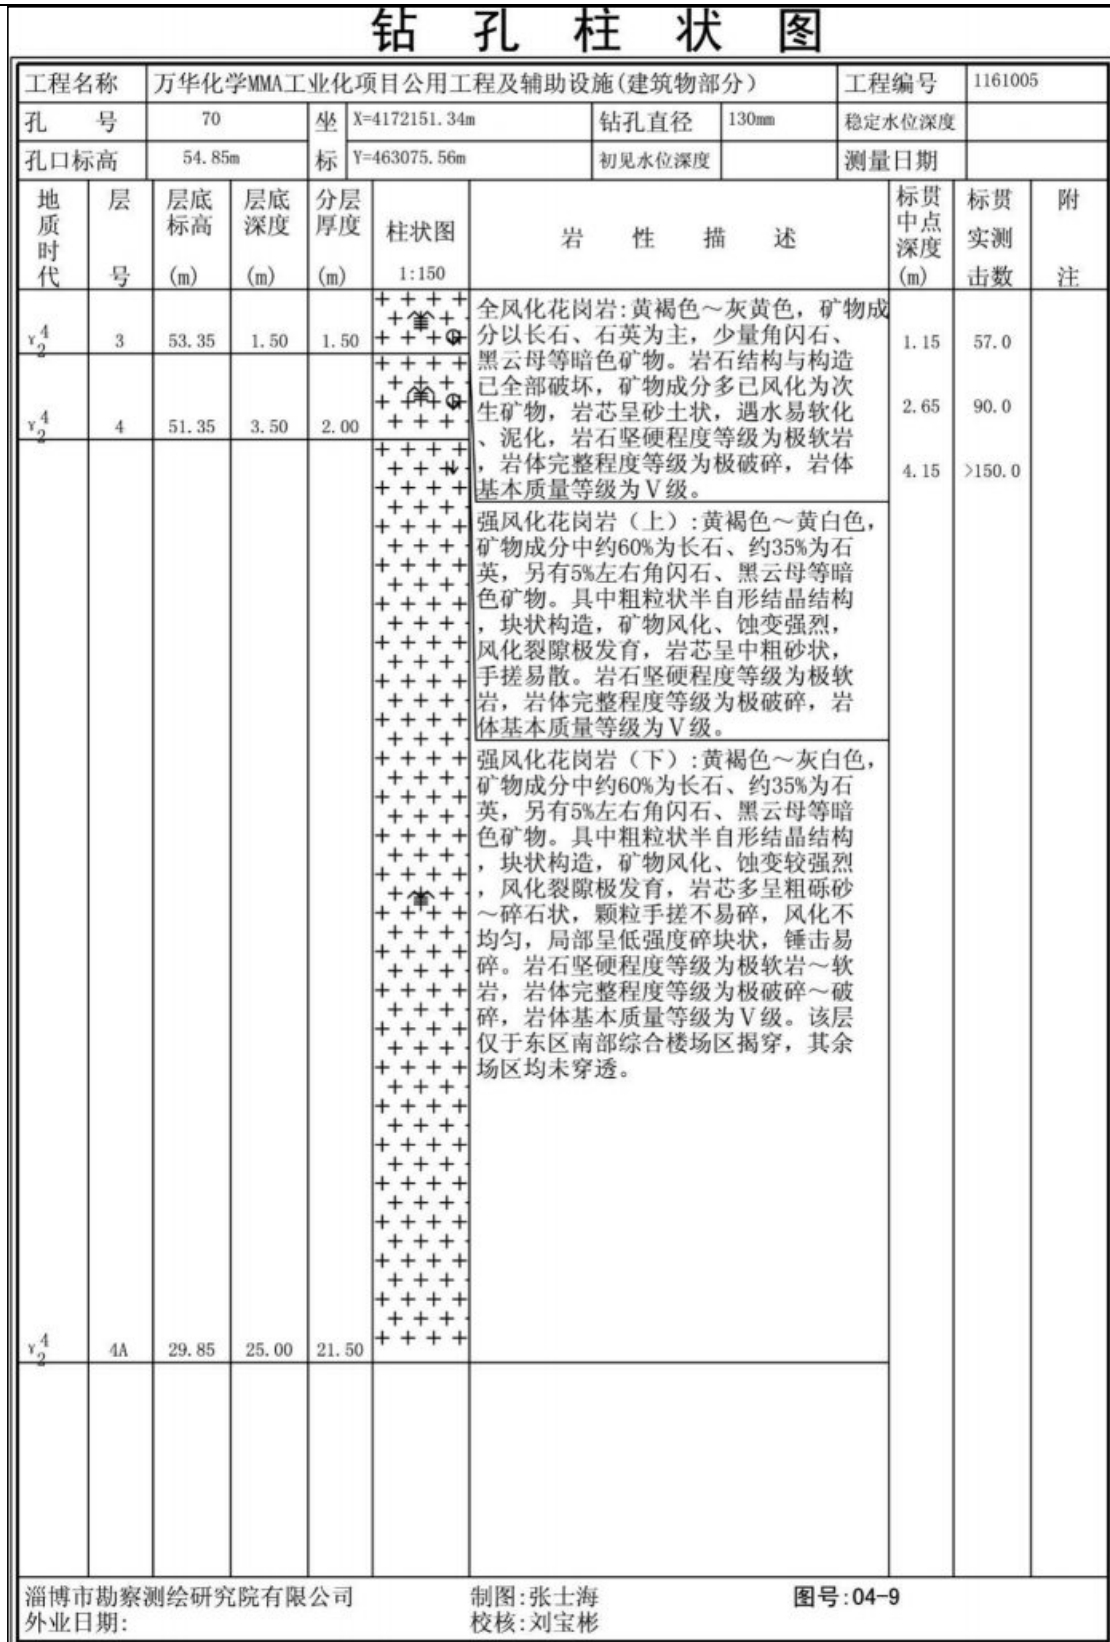 钻孔柱状图
工程名称 万华化学MMA工业化项目公用工程及辅助设施(建筑物部分) 工程编号 1161005
孔号 70 坐 X=4172151.34m 钻孔直径 130mm 稳定水位深度
孔口标高 54.85m 标 Y=463075.56m 初见水位深度 测量日期
地质时代 层号 层底标高(m) 层底深度(m) 分层厚度(m) 柱状图 1:150 岩性描述 标贯中点深度(m) 标贯实测击数 附注
γ₂⁴ 3 53.35 1.50 1.50
全风化花岗岩:黄褐色～灰黄色，矿物成
分以长石、石英为主，少量角闪石、
黑云母等暗色矿物。岩石结构与构造
已全部破坏，矿物成分多已风化为次
生矿物，岩芯呈砂土状，遇水易软化
、泥化，岩石坚硬程度等级为极软岩
，岩体完整程度等级为极破碎，岩体
基本质量等级为Ⅴ级。
1.15 57.0
γ₂⁴ 4 51.35 3.50 2.00
强风化花岗岩（上）:黄褐色～黄白色，
矿物成分中约60%为长石、约35%为石
英，另有5%左右角闪石、黑云母等暗
色矿物。具中粗粒状半自形结晶结构
，块状构造，矿物风化、蚀变强烈，
风化裂隙极发育，岩芯呈中粗砂状，
手搓易散。岩石坚硬程度等级为极软
岩，岩体完整程度等级为极破碎，岩
体基本质量等级为Ⅴ级。
2.65 90.0
4.15 >150.0
γ₂⁴ 4A 29.85 25.00 21.50
强风化花岗岩（下）:黄褐色～灰白色，
矿物成分中约60%为长石、约35%为石
英，另有5%左右角闪石、黑云母等暗
色矿物。具中粗粒状半自形结晶结构
，块状构造，矿物风化、蚀变较强烈
，风化裂隙极发育，岩芯多呈粗砾砂
～碎石状，颗粒手搓不易碎，风化不
均匀，局部呈低强度碎块状，锤击易
碎。岩石坚硬程度等级为极软岩～软
岩，岩体完整程度等级为极破碎～破
碎，岩体基本质量等级为Ⅴ级。该层
仅于东区南部综合楼场区揭穿，其余
场区均未穿透。
淄博市勘察测绘研究院有限公司 制图:张士海 图号:04-9
外业日期: 校核:刘宝彬